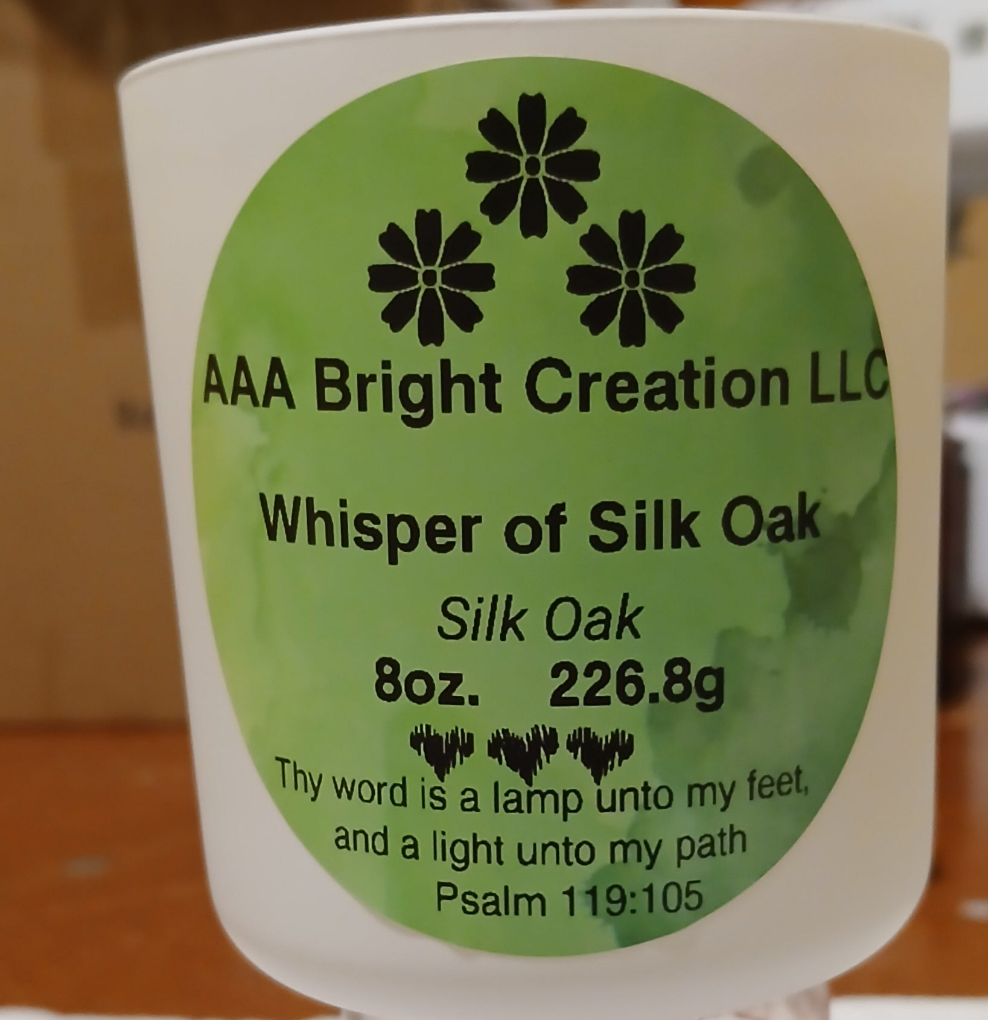 AAA Bright Creation LLC
Whisper of Silk Oak
Silk Oak
8oz. 226.8g
Thy word is a lamp unto my feet,
and a light unto my path
Psalm 119:105